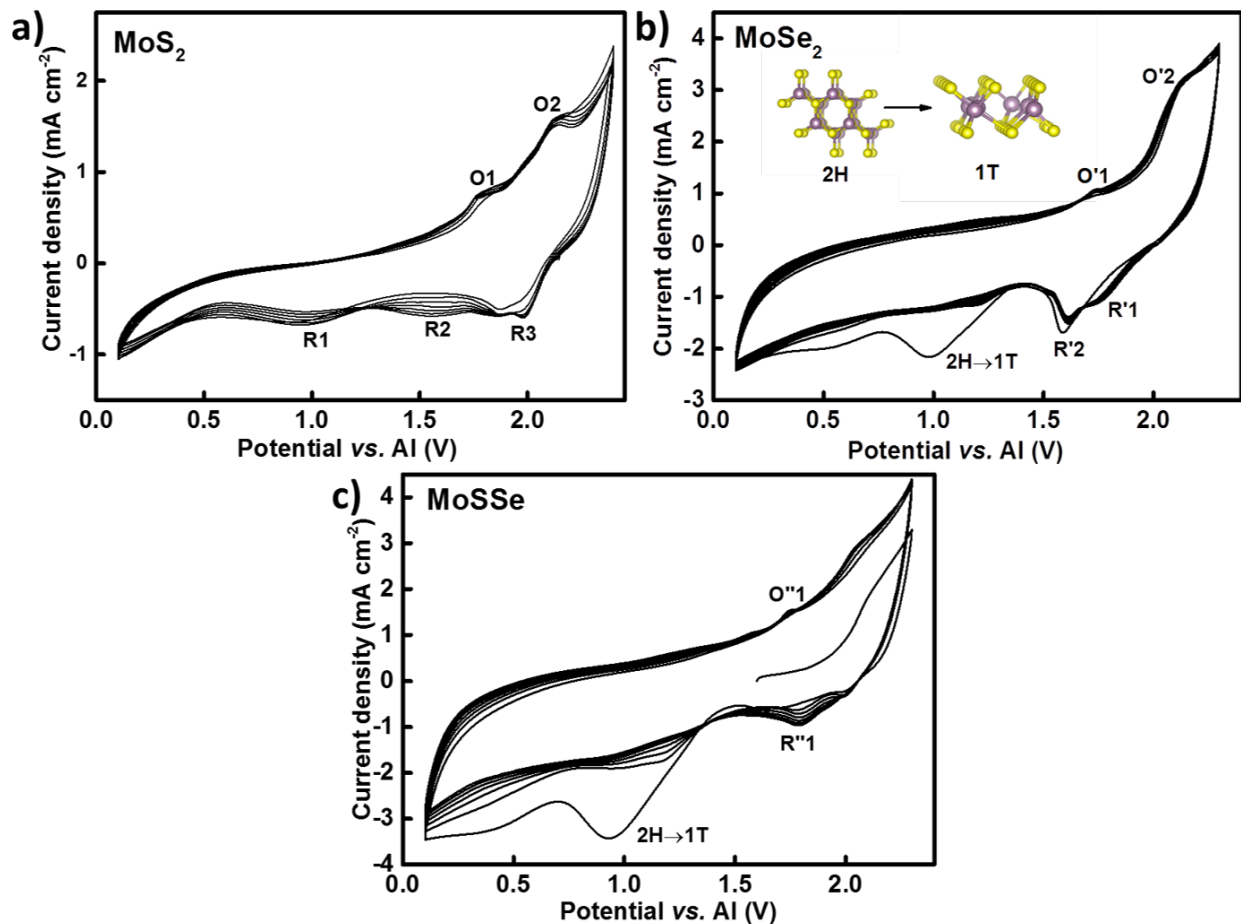 a)
MoS₂
Current density (mA cm⁻²)
2
1
0
-1
O1
O2
R1
R2
R3
0.0
0.5
1.0
1.5
2.0
Potential vs. Al (V)
b)
MoSe₂
Current density (mA cm⁻²)
4
3
2
1
0
-1
-2
-3
2H
1T
O'1
O'2
R'1
R'2
2H→1T
0.0
0.5
1.0
1.5
2.0
Potential vs. Al (V)
c)
MoSSe
Current density (mA cm⁻²)
4
3
2
1
0
-1
-2
-3
-4
O"1
R"1
2H→1T
0.0
0.5
1.0
1.5
2.0
Potential vs. Al (V)